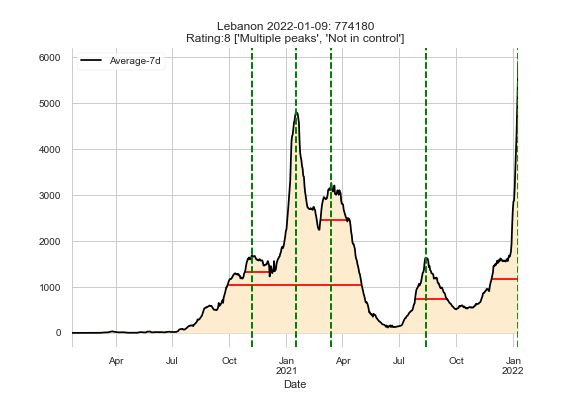 Lebanon 2022-01-09: 774180
Rating:8 ['Multiple peaks', 'Not in control']
Average-7d
6000
5000
4000
3000
2000
1000
0
Apr Jul Oct Jan Apr Jul Oct Jan
2021 2022
Date